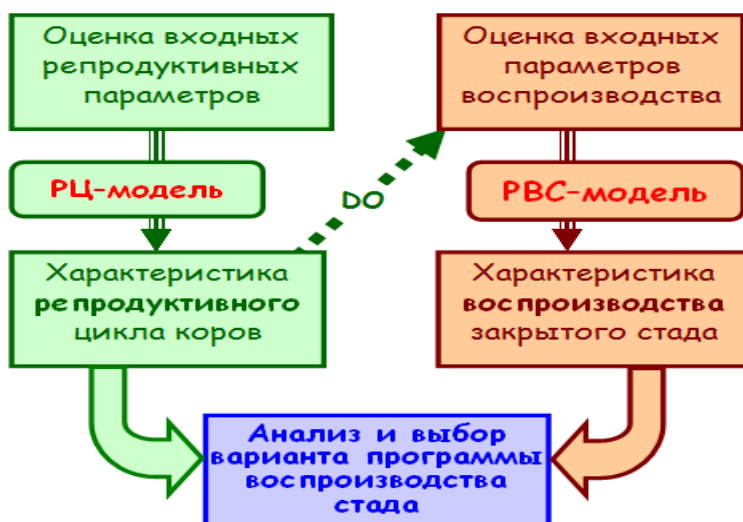 Оценка входных
репродуктивных
параметров
Оценка входных
параметров
воспроизводства
РЦ-модель
DO
РВС-модель
Характеристика
репродуктивного
цикла коров
Характеристика
воспроизводства
закрытого стада
Анализ и выбор
варианта программы
воспроизводства
стада